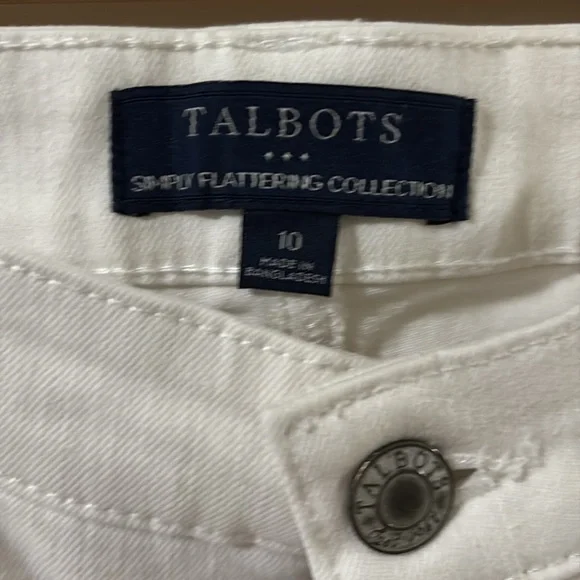 TALBOTS
SIMPLY FLATTERING COLLECTION
10
MADE IN
BANGLADESH
TALBOTS